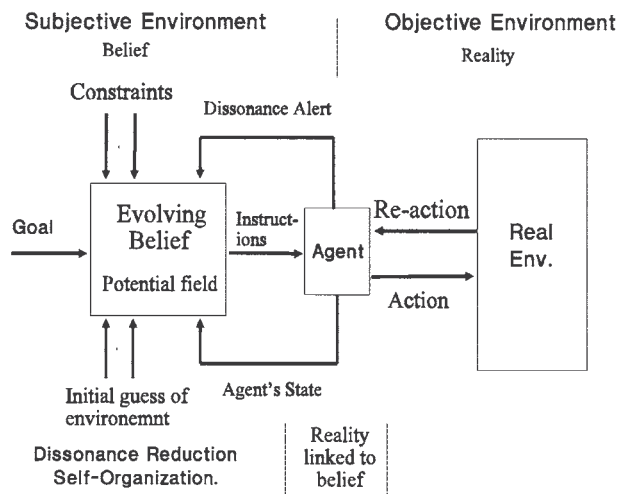 Subjective Environment
Objective Environment
Belief
Reality
Constraints
Dissonance Alert
Goal
Evolving
Belief
Potential field
Instruct-
ions
Agent
Re-action
Action
Real
Env.
Initial guess of
environemnt
Agent's State
Dissonance Reduction
Self-Organization.
Reality
linked to
belief